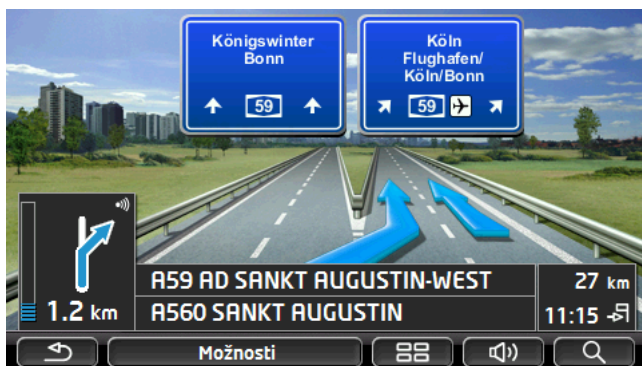 Königswinter
Bonn
59
Köln
Flughafen/
Köln/Bonn
59
A59 AD SANKT AUGUSTIN-WEST
27 km
1.2 km
A560 SANKT AUGUSTIN
11:15
Možnosti